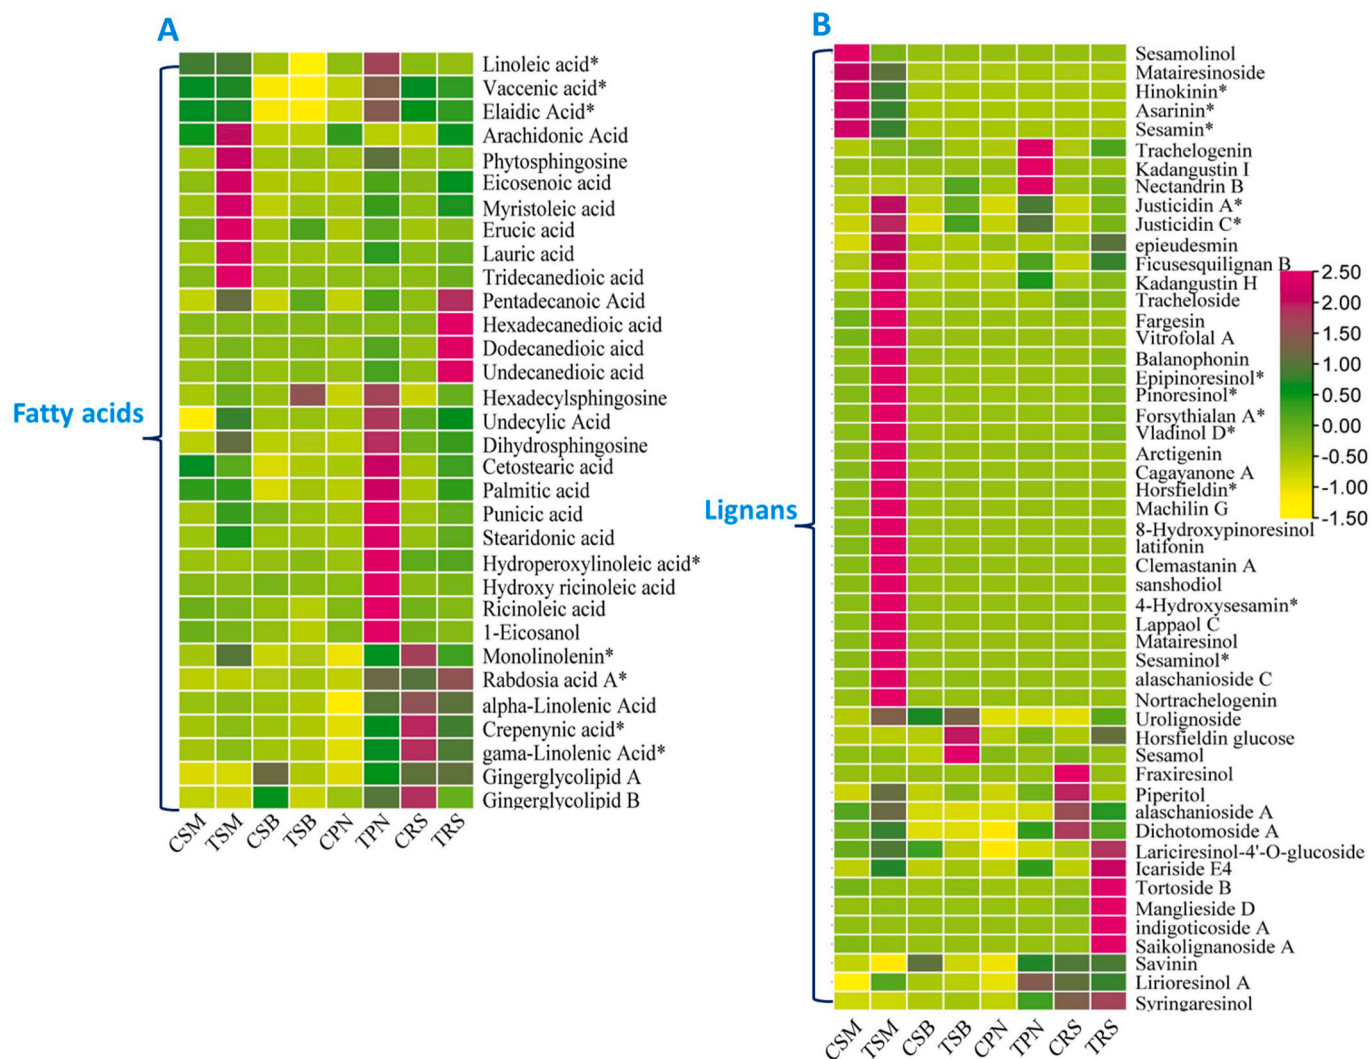 A
Linoleic acid*
Vaccenic acid*
Elaidic Acid*
Arachidonic Acid
Phytosphingosine
Eicosenoic acid
Myristoleic acid
Erucic acid
Lauric acid
Tridecanedioic acid
Pentadecanoic Acid
Hexadecanedioic acid
Dodecanedioic aicd
Undecanedioic acid
Hexadecylsphingosine
Undecylic Acid
Dihydrosphingosine
Cetostearic acid
Palmitic acid
Punicic acid
Stearidonic acid
Hydroperoxylinoleic acid*
Hydroxy ricinoleic acid
Ricinoleic acid
1-Eicosanol
Monolinolenin*
Rabdosia acid A*
alpha-Linolenic Acid
Crepenynic acid*
gama-Linolenic Acid*
Gingerglycolipid A
Gingerglycolipid B
Fatty acids
CSM TSM CSB TSB CPN TPN CRS TRS
B
Sesamolinol
Matairesinoside
Hinokinin*
Asarinin*
Sesamin*
Trachelogenin
Kadangustin I
Nectandrin B
Justicidin A*
Justicidin C*
epieudesmin
Ficusesquilignan B
Kadangustin H
Tracheloside
Fargesin
Vitrofolal A
Balanophonin
Epipinoresinol*
Pinoresinol*
Forsythialan A*
Vladinol D*
Arctigenin
Cagayanone A
Horsfieldin*
Machilin G
8-Hydroxypinoresinol
latifonin
Clemastanin A
sanshodiol
4-Hydroxysesamin*
Lappaol C
Matairesinol
Sesaminol*
alaschanioside C
Nortrachelogenin
Urolignoside
Horsfieldin glucose
Sesamol
Fraxiresinol
Piperitol
alaschanioside A
Dichotomoside A
Lariciresinol-4'-O-glucoside
Icariside E4
Tortoside B
Manglieside D
indigoticoside A
Saikolignanoside A
Savinin
Lirioresinol A
Syringaresinol
Lignans
CSM TSM CSB TSB CPN TPN CRS TRS
2.50
2.00
1.50
1.00
0.50
0.00
-0.50
-1.00
-1.50